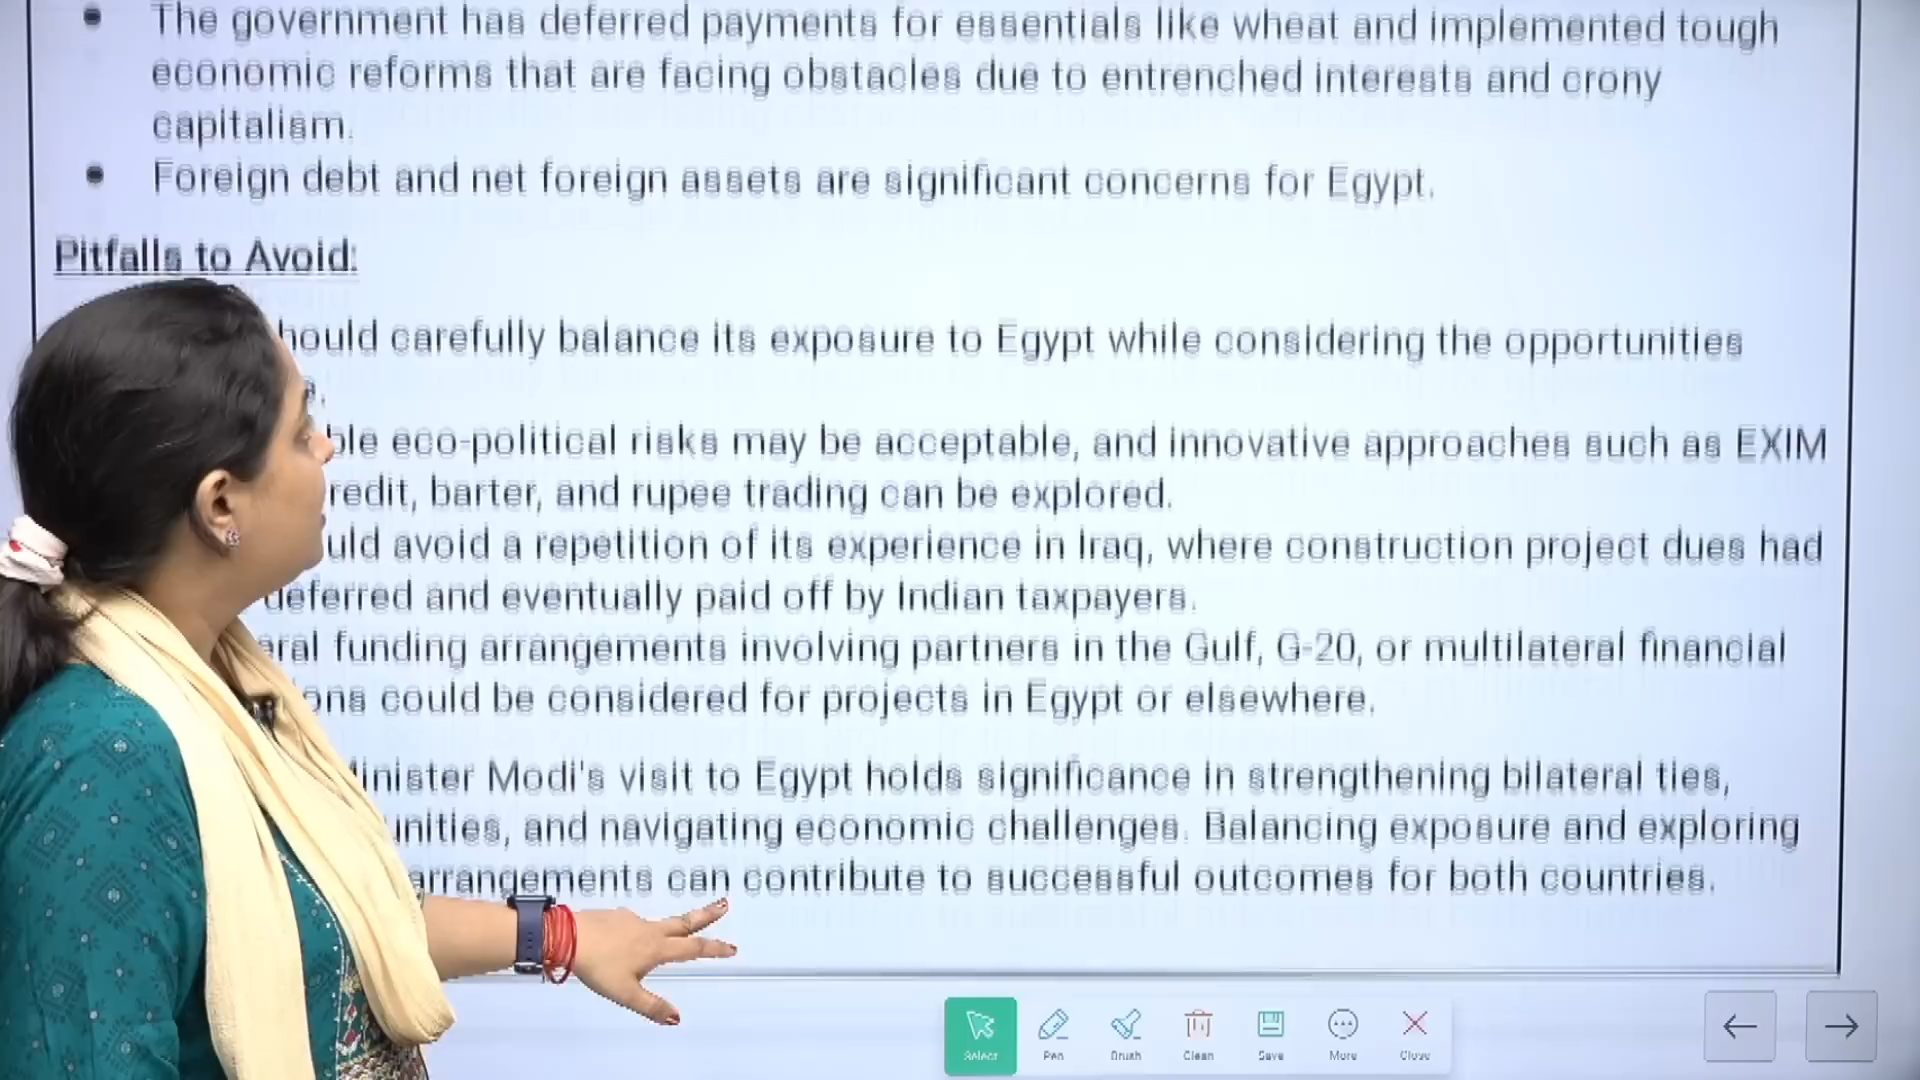 The government has deferred payments for essentials like wheat and implemented tough
economic reforms that are facing obstacles due to entrenched interests and crony
capitalism.
Foreign debt and net foreign assets are significant concerns for Egypt.
Pitfalls to Avoid:
should carefully balance its exposure to Egypt while considering the opportunities
eco-political risks may be acceptable, and innovative approaches such as EXIM
credit, barter, and rupee trading can be explored.
avoid a repetition of its experience in Iraq, where construction project dues had
deferred and eventually paid off by Indian taxpayers.
funding arrangements involving partners in the Gulf, G-20, or multilateral financial
could be considered for projects in Egypt or elsewhere.
Minister Modi's visit to Egypt holds significance in strengthening bilateral ties,
and navigating economic challenges. Balancing exposure and exploring
arrangements can contribute to successful outcomes for both countries.
Select Pen Brush Clean Save More Close